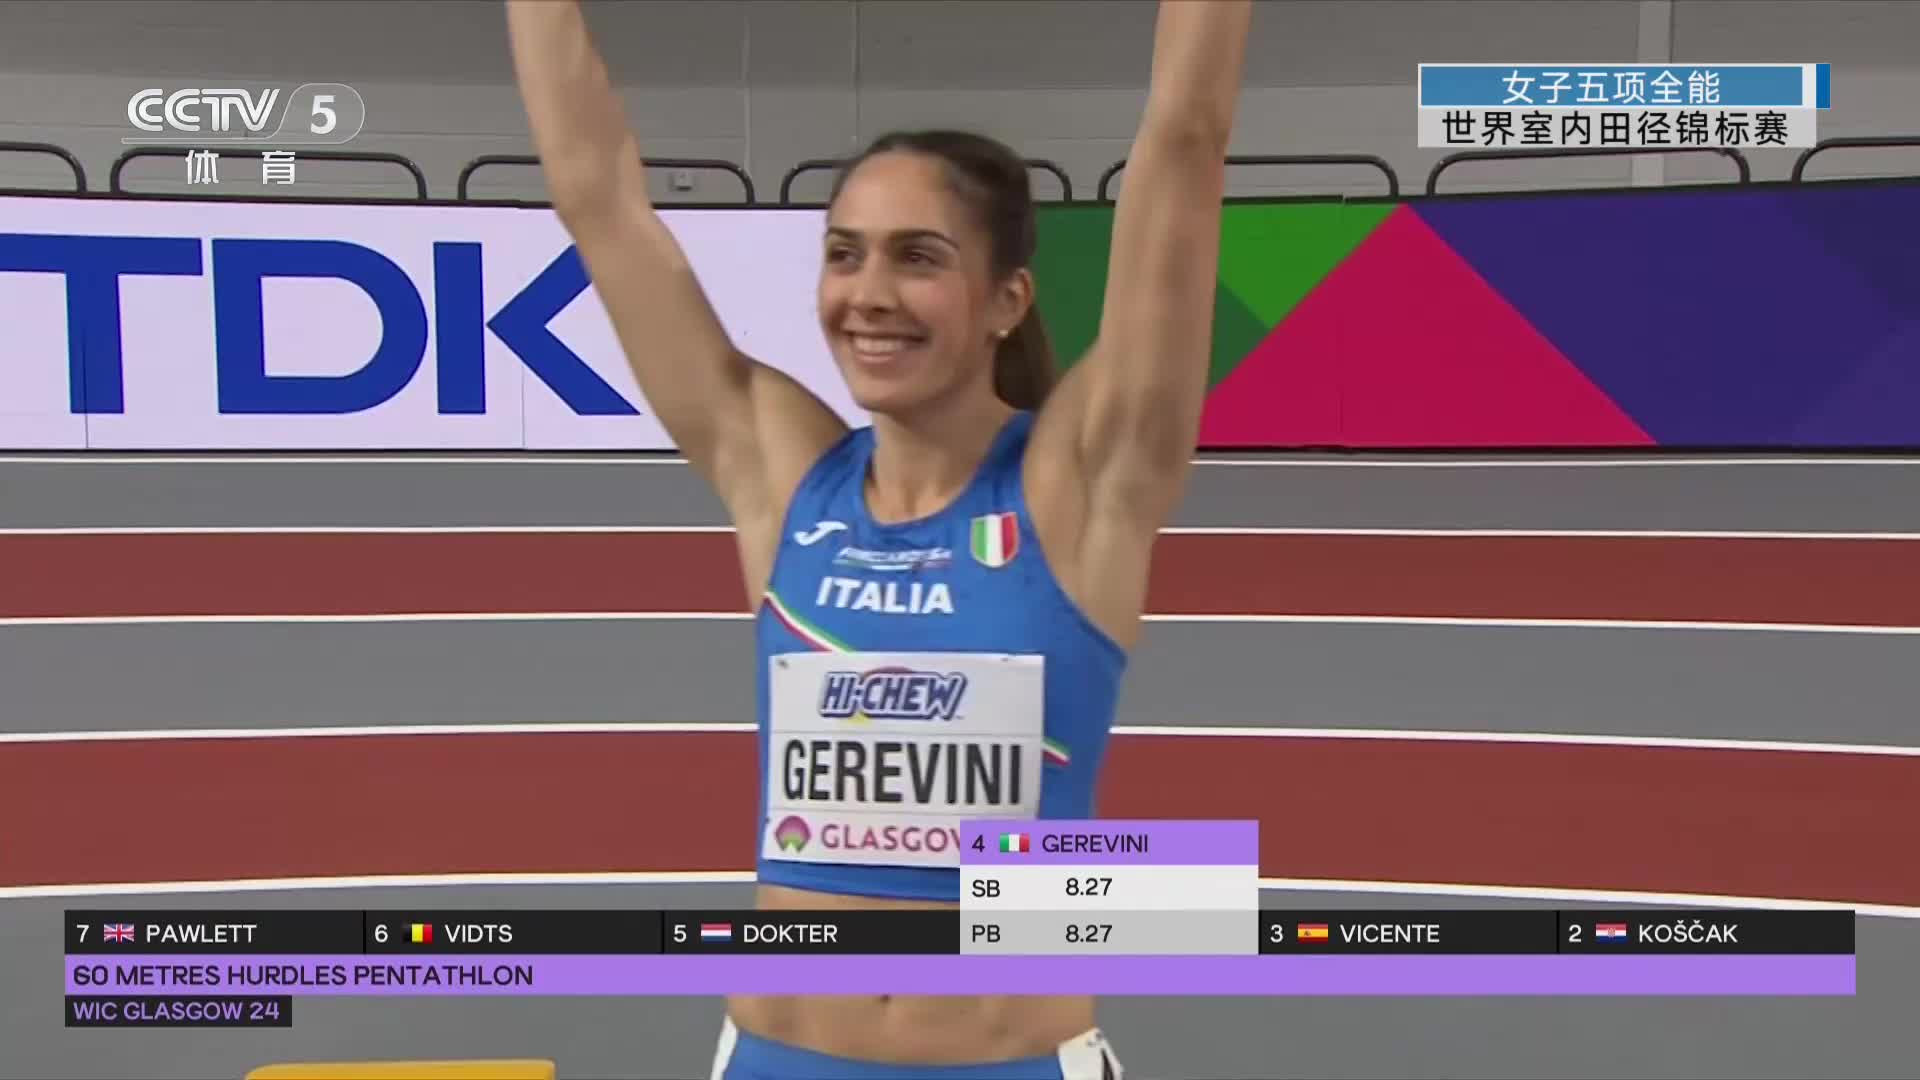 CCTV 5
体育
女子五项全能
世界室内田径锦标赛
TDK
ITALIA
HI-CHEW
GEREVINI
GLASGOW
4 GEREVINI
SB 8.27
PB 8.27
7 PAWLETT
6 VIDTS
5 DOKTER
3 VICENTE
2 KOŠČAK
60 METRES HURDLES PENTATHLON
WIC GLASGOW 24